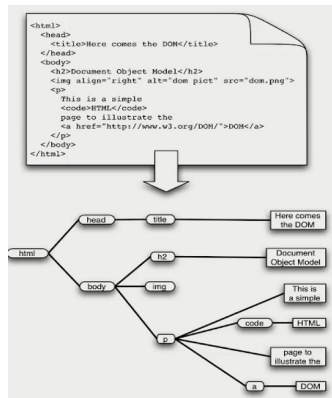 <html>
<head>
<title>Here comes the DOM</title>
</head>
<body>
<h2>Document Object Model</h2>
<img align="right" alt="dom pict" src="dom.png">
<p>
This is a simple
<code>HTML</code>
page to illustrate the
<a href="http://www.w3.org/DOM/">DOM</a>
</p>
</body>
</html>
html
head
title
Here comes
the DOM
body
h2
Document
Object Model
img
p
This is
a simple
code
HTML
page to
illustrate the
a
DOM